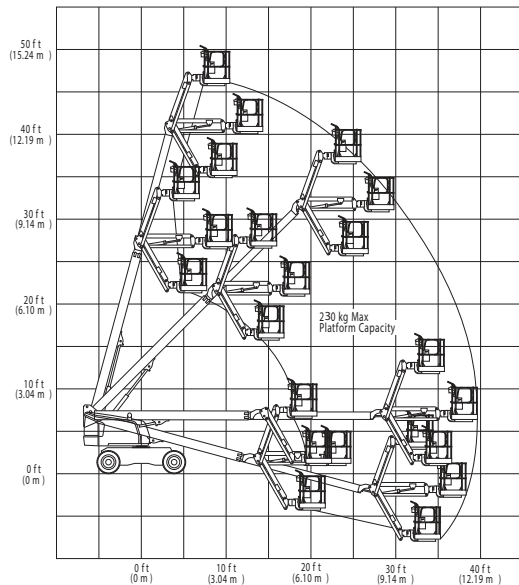 50 ft
(15.24 m )
40 ft
(12.19 m )
30 ft
(9.14 m )
20 ft
(6.10 m )
230 kg Max
Platform Capacity
10 ft
(3.04 m )
0 ft
(0 m )
0 ft
(0 m )
10 ft
(3.04 m )
20 ft
(6.10 m )
30 ft
(9.14 m )
40 ft
(12.19 m )